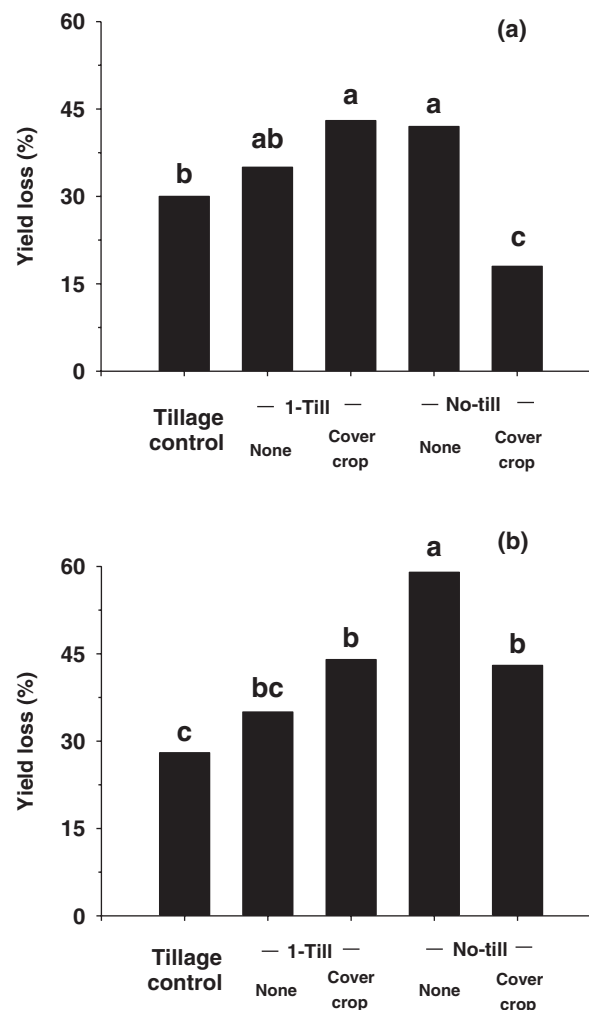 (a)
60
45
30
15
0
Yield loss (%)
b
ab
a
a
c
Tillage
control
— 1-Till —
— No-till —
None
Cover
crop
None
Cover
crop
(b)
60
45
30
15
0
Yield loss (%)
c
bc
b
a
b
Tillage
control
— 1-Till —
— No-till —
None
Cover
crop
None
Cover
crop